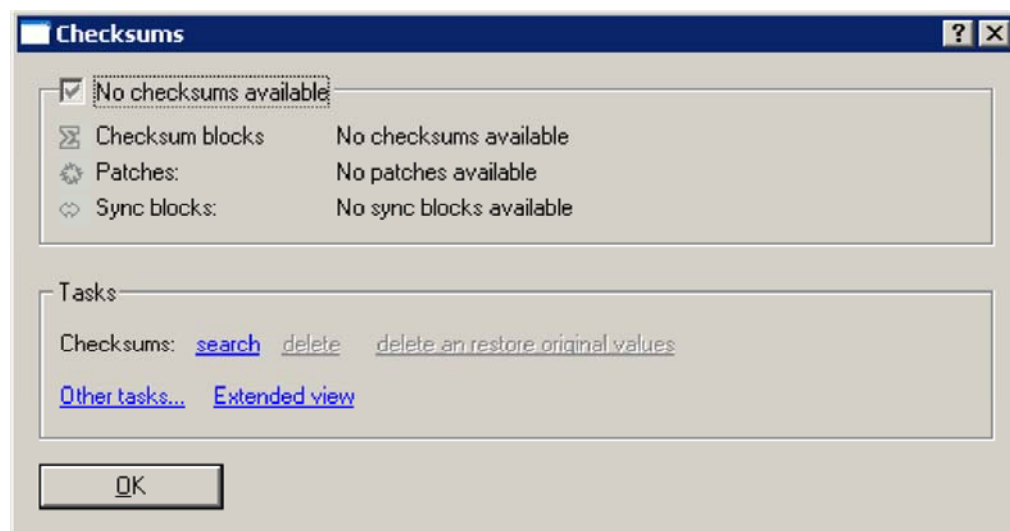 Checksums
No checksums available
Checksum blocks No checksums available
Patches: No patches available
Sync blocks: No sync blocks available
Tasks
Checksums: search delete delete an restore original values
Other tasks... Extended view
OK